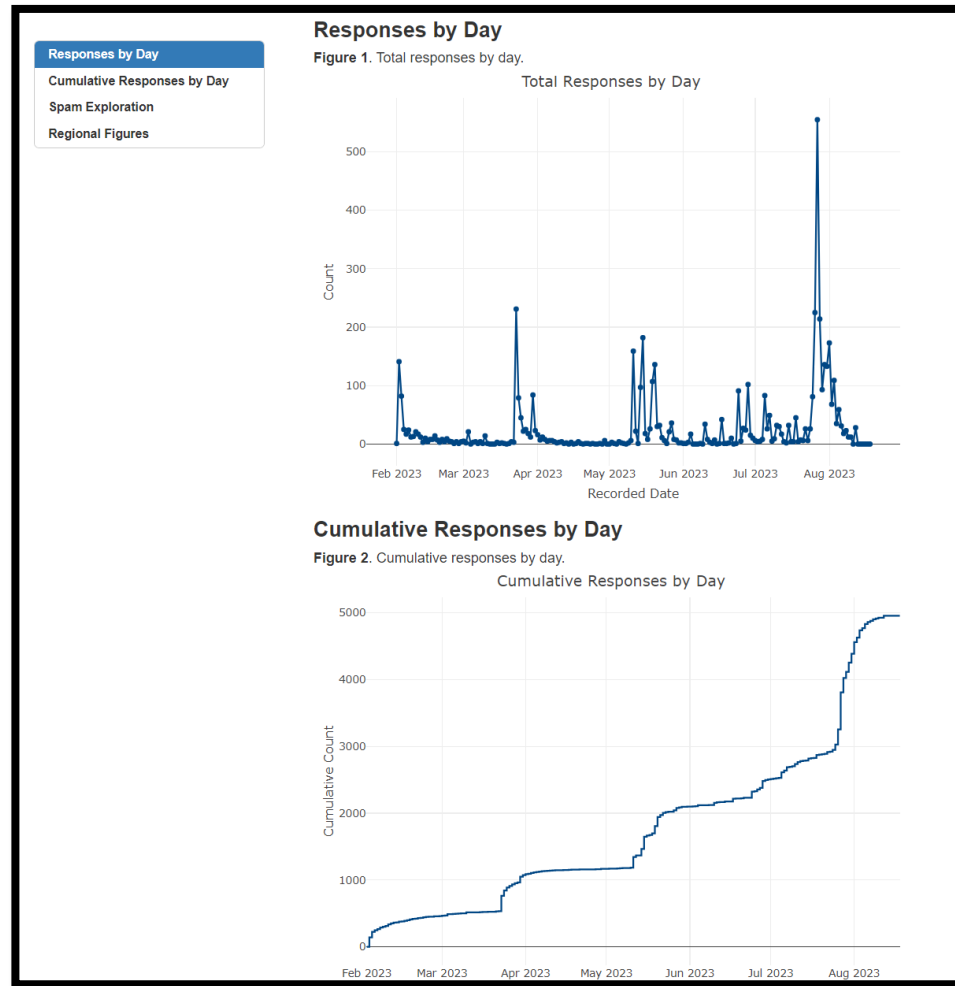 Responses by Day
Cumulative Responses by Day
Spam Exploration
Regional Figures
Responses by Day
Figure 1. Total responses by day.
Total Responses by Day
500
400
300
200
100
0
Count
Feb 2023 Mar 2023 Apr 2023 May 2023 Jun 2023 Jul 2023 Aug 2023
Recorded Date
Cumulative Responses by Day
Figure 2. Cumulative responses by day.
Cumulative Responses by Day
5000
4000
3000
2000
1000
0
Cumulative Count
Feb 2023 Mar 2023 Apr 2023 May 2023 Jun 2023 Jul 2023 Aug 2023